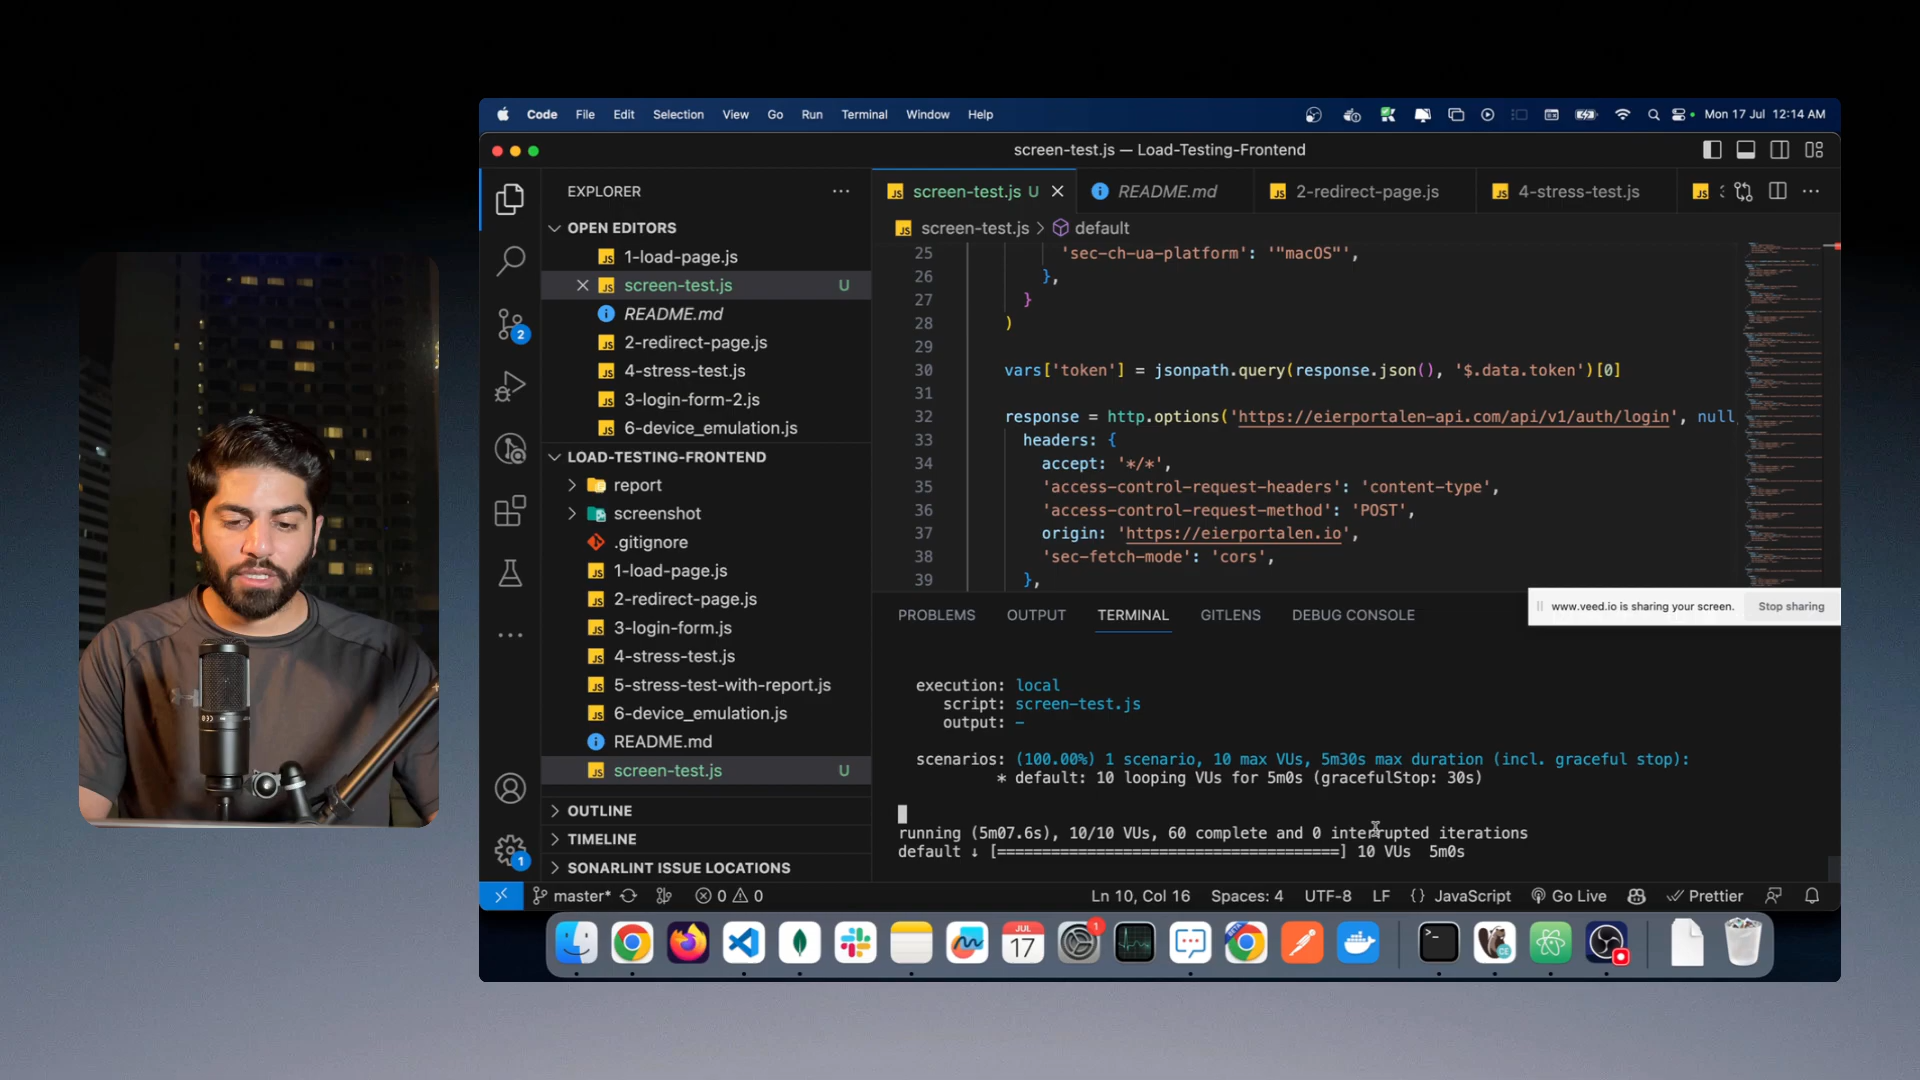 Code File Edit Selection View Go Run Terminal Window Help Mon 17 Jul 12:14 AM
screen-test.js — Load-Testing-Frontend
EXPLORER
OPEN EDITORS
1-load-page.js
screen-test.js U
README.md
2-redirect-page.js
4-stress-test.js
3-login-form-2.js
6-device_emulation.js
LOAD-TESTING-FRONTEND
report
screenshot
.gitignore
1-load-page.js
2-redirect-page.js
3-login-form.js
4-stress-test.js
5-stress-test-with-report.js
6-device_emulation.js
README.md
screen-test.js U
OUTLINE
TIMELINE
SONARLINT ISSUE LOCATIONS
2
1
screen-test.js U README.md 2-redirect-page.js 4-stress-test.js
screen-test.js > default
25 'sec-ch-ua-platform': '"macOS"',
26 },
27 }
28 )
29
30 vars['token'] = jsonpath.query(response.json(), '$.data.token')[0]
31
32 response = http.options('https://eierportalen-api.com/api/v1/auth/login', null
33 headers: {
34 accept: '*/*',
35 'access-control-request-headers': 'content-type',
36 'access-control-request-method': 'POST',
37 origin: 'https://eierportalen.io',
38 'sec-fetch-mode': 'cors',
39 },
www.veed.io is sharing your screen. Stop sharing
PROBLEMS OUTPUT TERMINAL GITLENS DEBUG CONSOLE
execution: local
script: screen-test.js
output: -
scenarios: (100.00%) 1 scenario, 10 max VUs, 5m30s max duration (incl. graceful stop):
* default: 10 looping VUs for 5m0s (gracefulStop: 30s)
running (5m07.6s), 10/10 VUs, 60 complete and 0 interrupted iterations
default ↓ [======================================] 10 VUs 5m0s
master* 0 0 Ln 10, Col 16 Spaces: 4 UTF-8 LF {} JavaScript Go Live Prettier
JUL
17
1